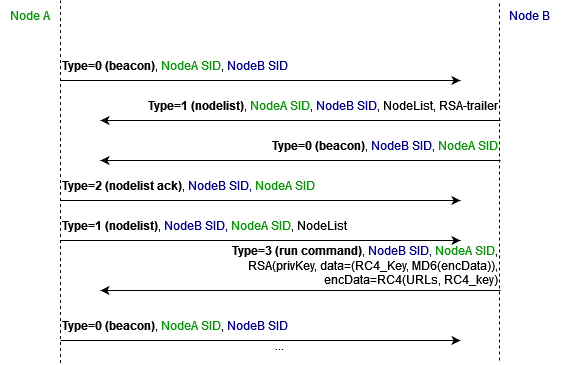 Node A
Node B
Type=0 (beacon), NodeA SID, NodeB SID
Type=1 (nodelist), NodeA SID, NodeB SID, NodeList, RSA-trailer
Type=0 (beacon), NodeB SID, NodeA SID
Type=2 (nodelist ack), NodeB SID, NodeA SID
Type=1 (nodelist), NodeB SID, NodeA SID, NodeList
Type=3 (run command), NodeB SID, NodeA SID,
RSA(privKey, data=(RC4_Key, MD6(encData)),
encData=RC4(URLs, RC4_key)
Type=0 (beacon), NodeA SID, NodeB SID
...